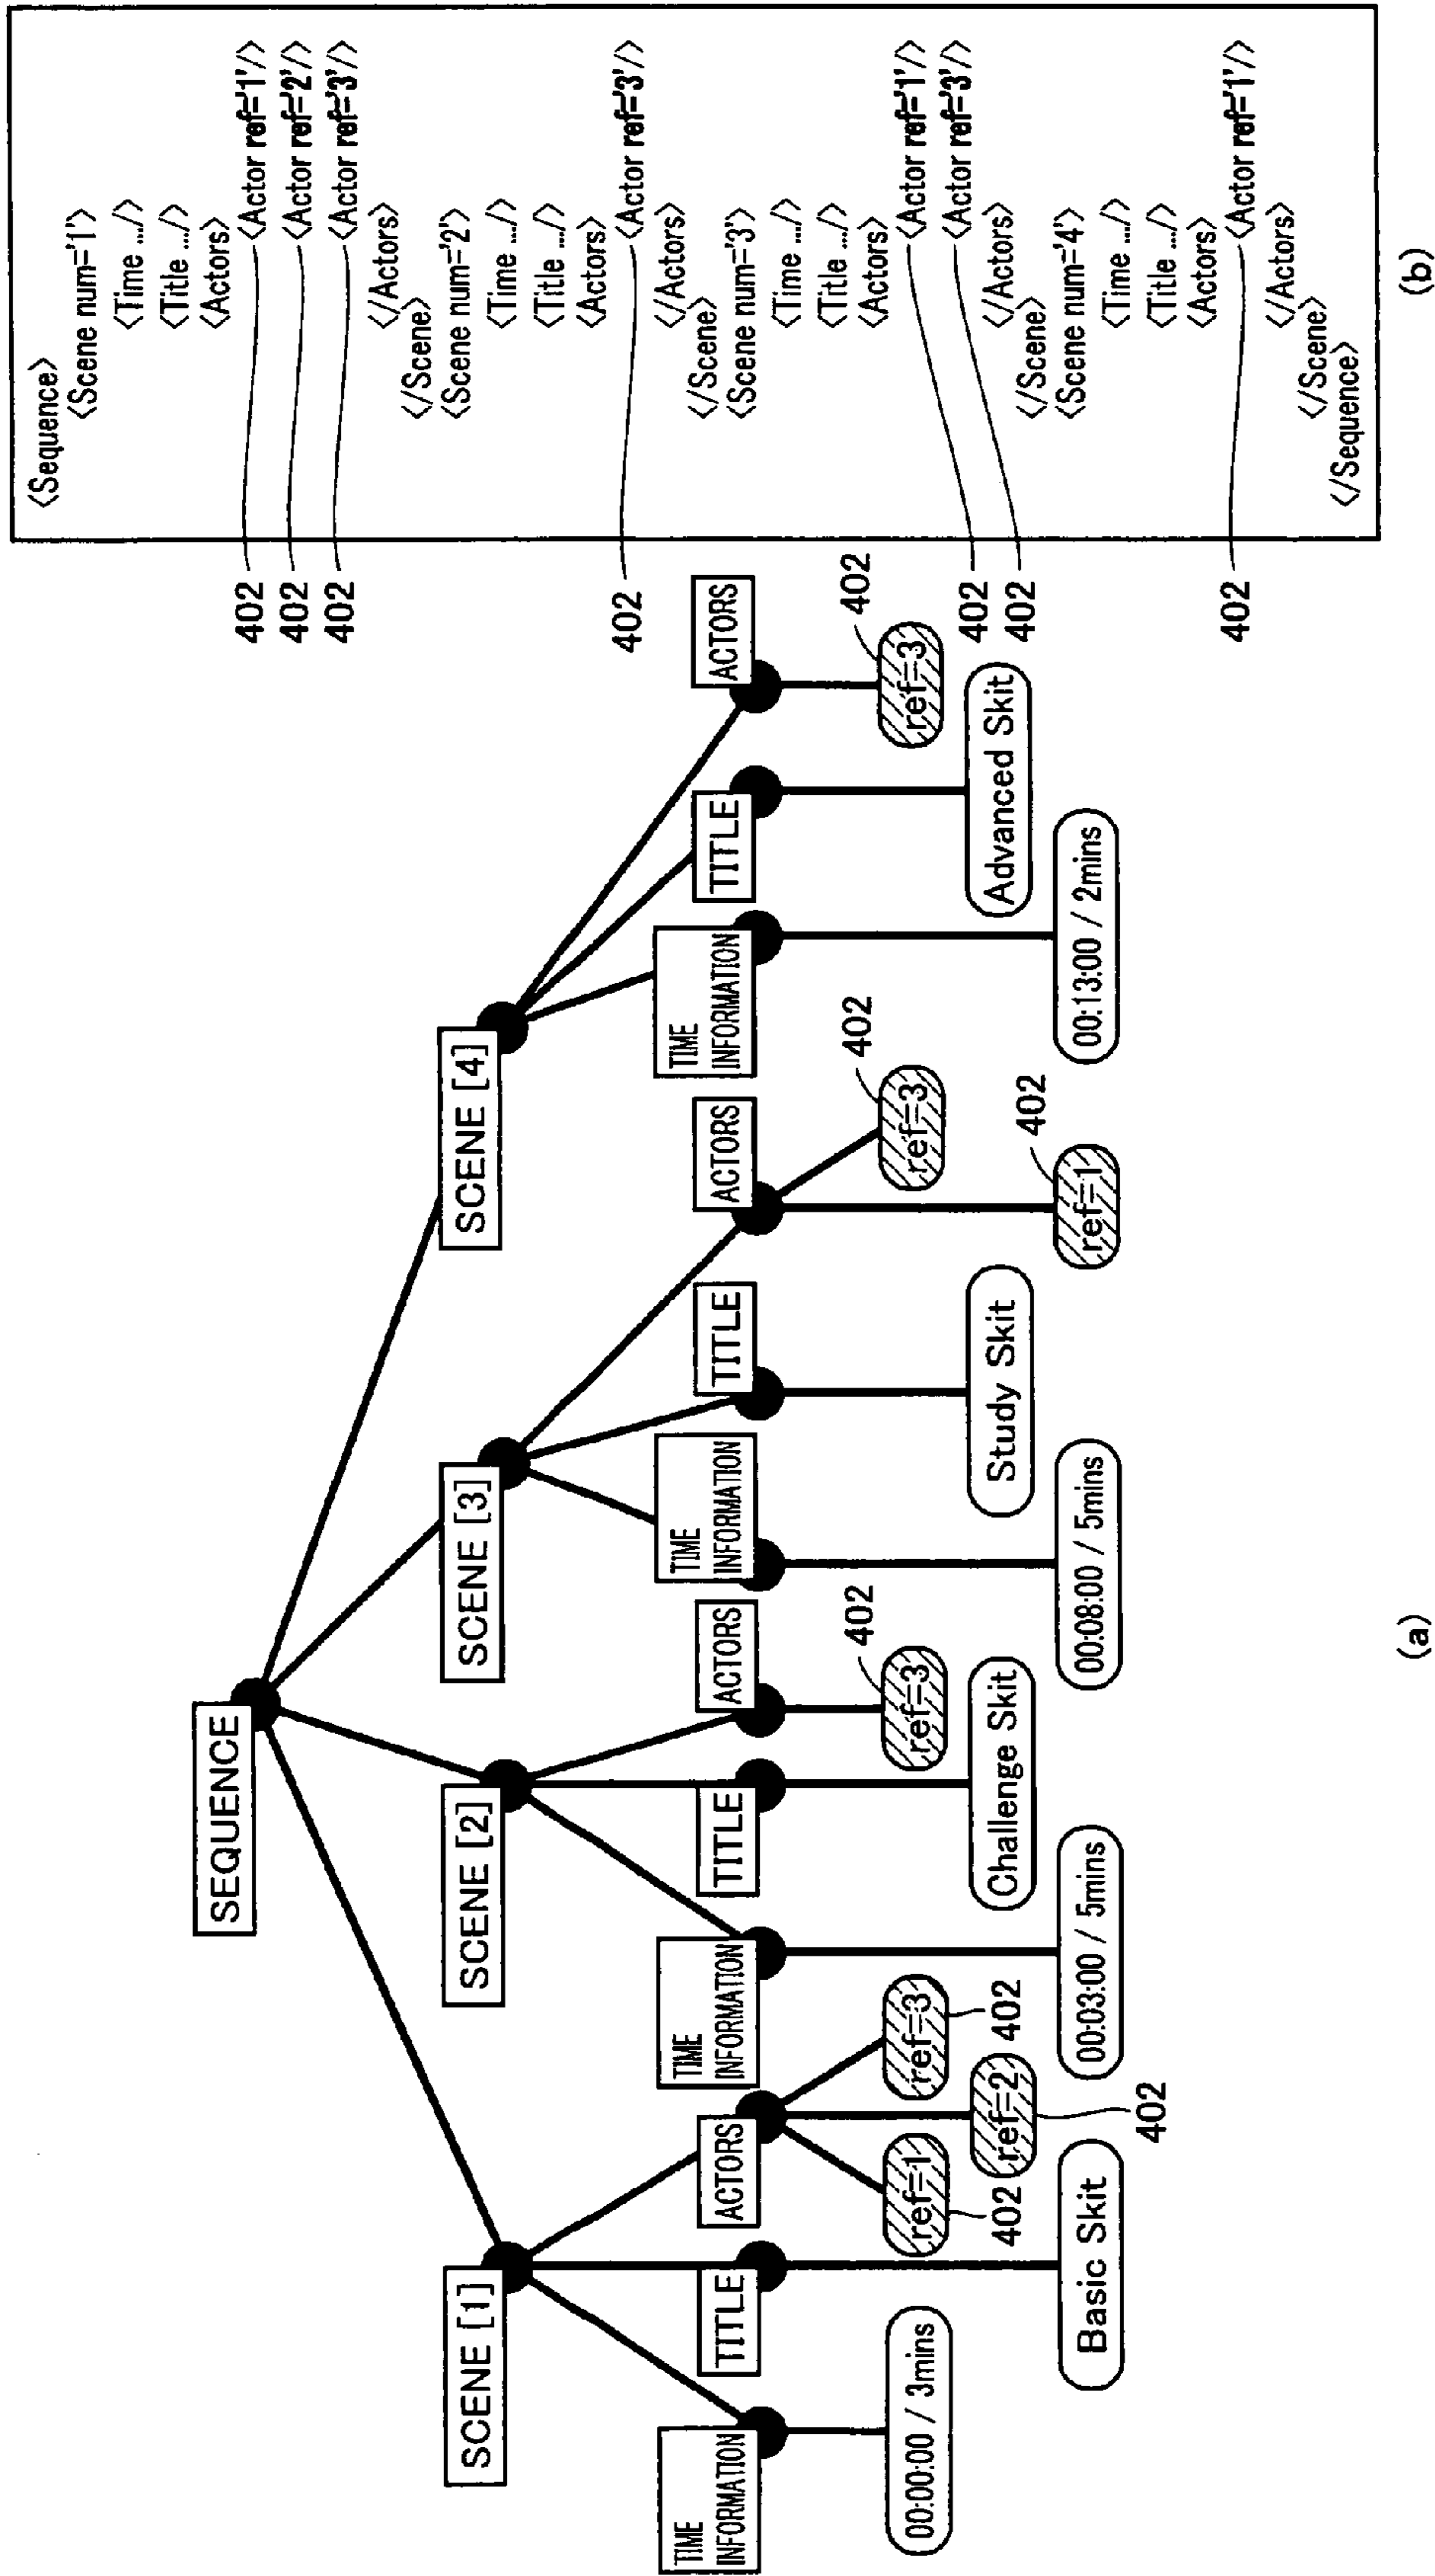 SEQUENCE
SCENE [1]
SCENE [2]
SCENE [3]
SCENE [4]
TIME
INFORMATION
TITLE
ACTORS
TIME
INFORMATION
TITLE
ACTORS
TIME
INFORMATION
TITLE
ACTORS
TIME
INFORMATION
TITLE
ACTORS
00:00:00 / 3mins
Basic Skit
ref=1
402
ref=2
402
ref=3
402
00:03:00 / 5mins
Challenge Skit
ref=3
402
00:08:00 / 5mins
Study Skit
ref=1
402
ref=3
402
00:13:00 / 2mins
Advanced Skit
ref=3
402
(a)
<Sequence>
<Scene num='1'>
<Time .../>
<Title .../>
<Actors>
402 <Actor ref='1'/>
402 <Actor ref='2'/>
402 <Actor ref='3'/>
</Actors>
</Scene>
<Scene num='2'>
<Time .../>
<Title .../>
<Actors>
402 <Actor ref='3'/>
</Actors>
</Scene>
<Scene num='3'>
<Time .../>
<Title .../>
<Actors>
402 <Actor ref='1'/>
402 <Actor ref='3'/>
</Actors>
</Scene>
<Scene num='4'>
<Time .../>
<Title .../>
<Actors>
402 <Actor ref='1'/>
</Actors>
</Scene>
</Sequence>
(b)